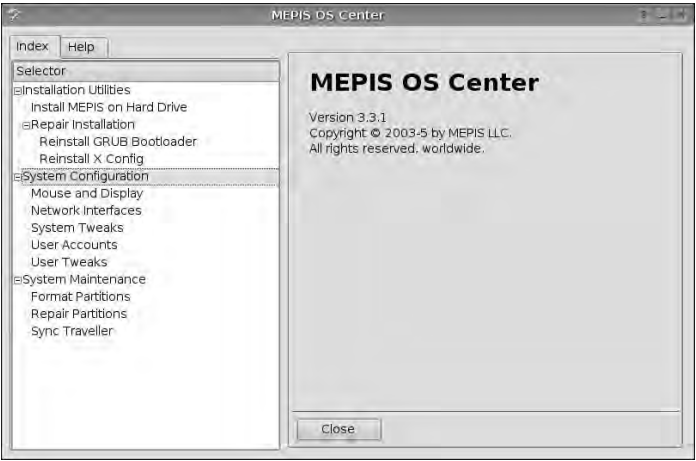 MEPIS OS Center
Index Help
Selector
Installation Utilities
Install MEPIS on Hard Drive
Repair Installation
Reinstall GRUB Bootloader
Reinstall X Config
System Configuration
Mouse and Display
Network Interfaces
System Tweaks
User Accounts
User Tweaks
System Maintenance
Format Partitions
Repair Partitions
Sync Traveller
MEPIS OS Center
Version 3.3.1
Copyright © 2003-5 by MEPIS LLC.
All rights reserved. worldwide.
Close